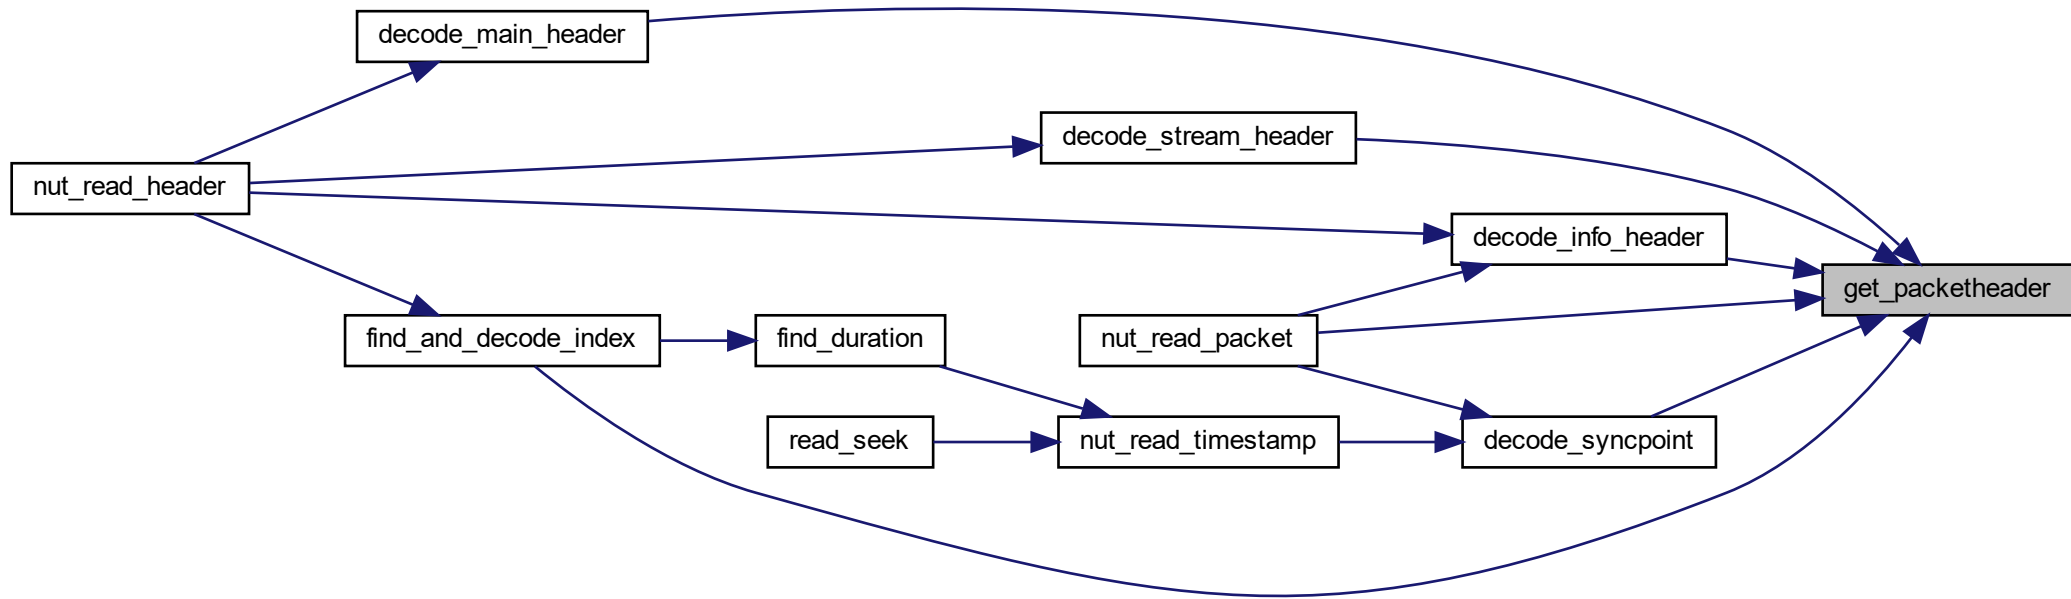 decode_main_header
decode_stream_header
nut_read_header
decode_info_header
get_packetheader
find_and_decode_index
find_duration
nut_read_packet
read_seek
nut_read_timestamp
decode_syncpoint